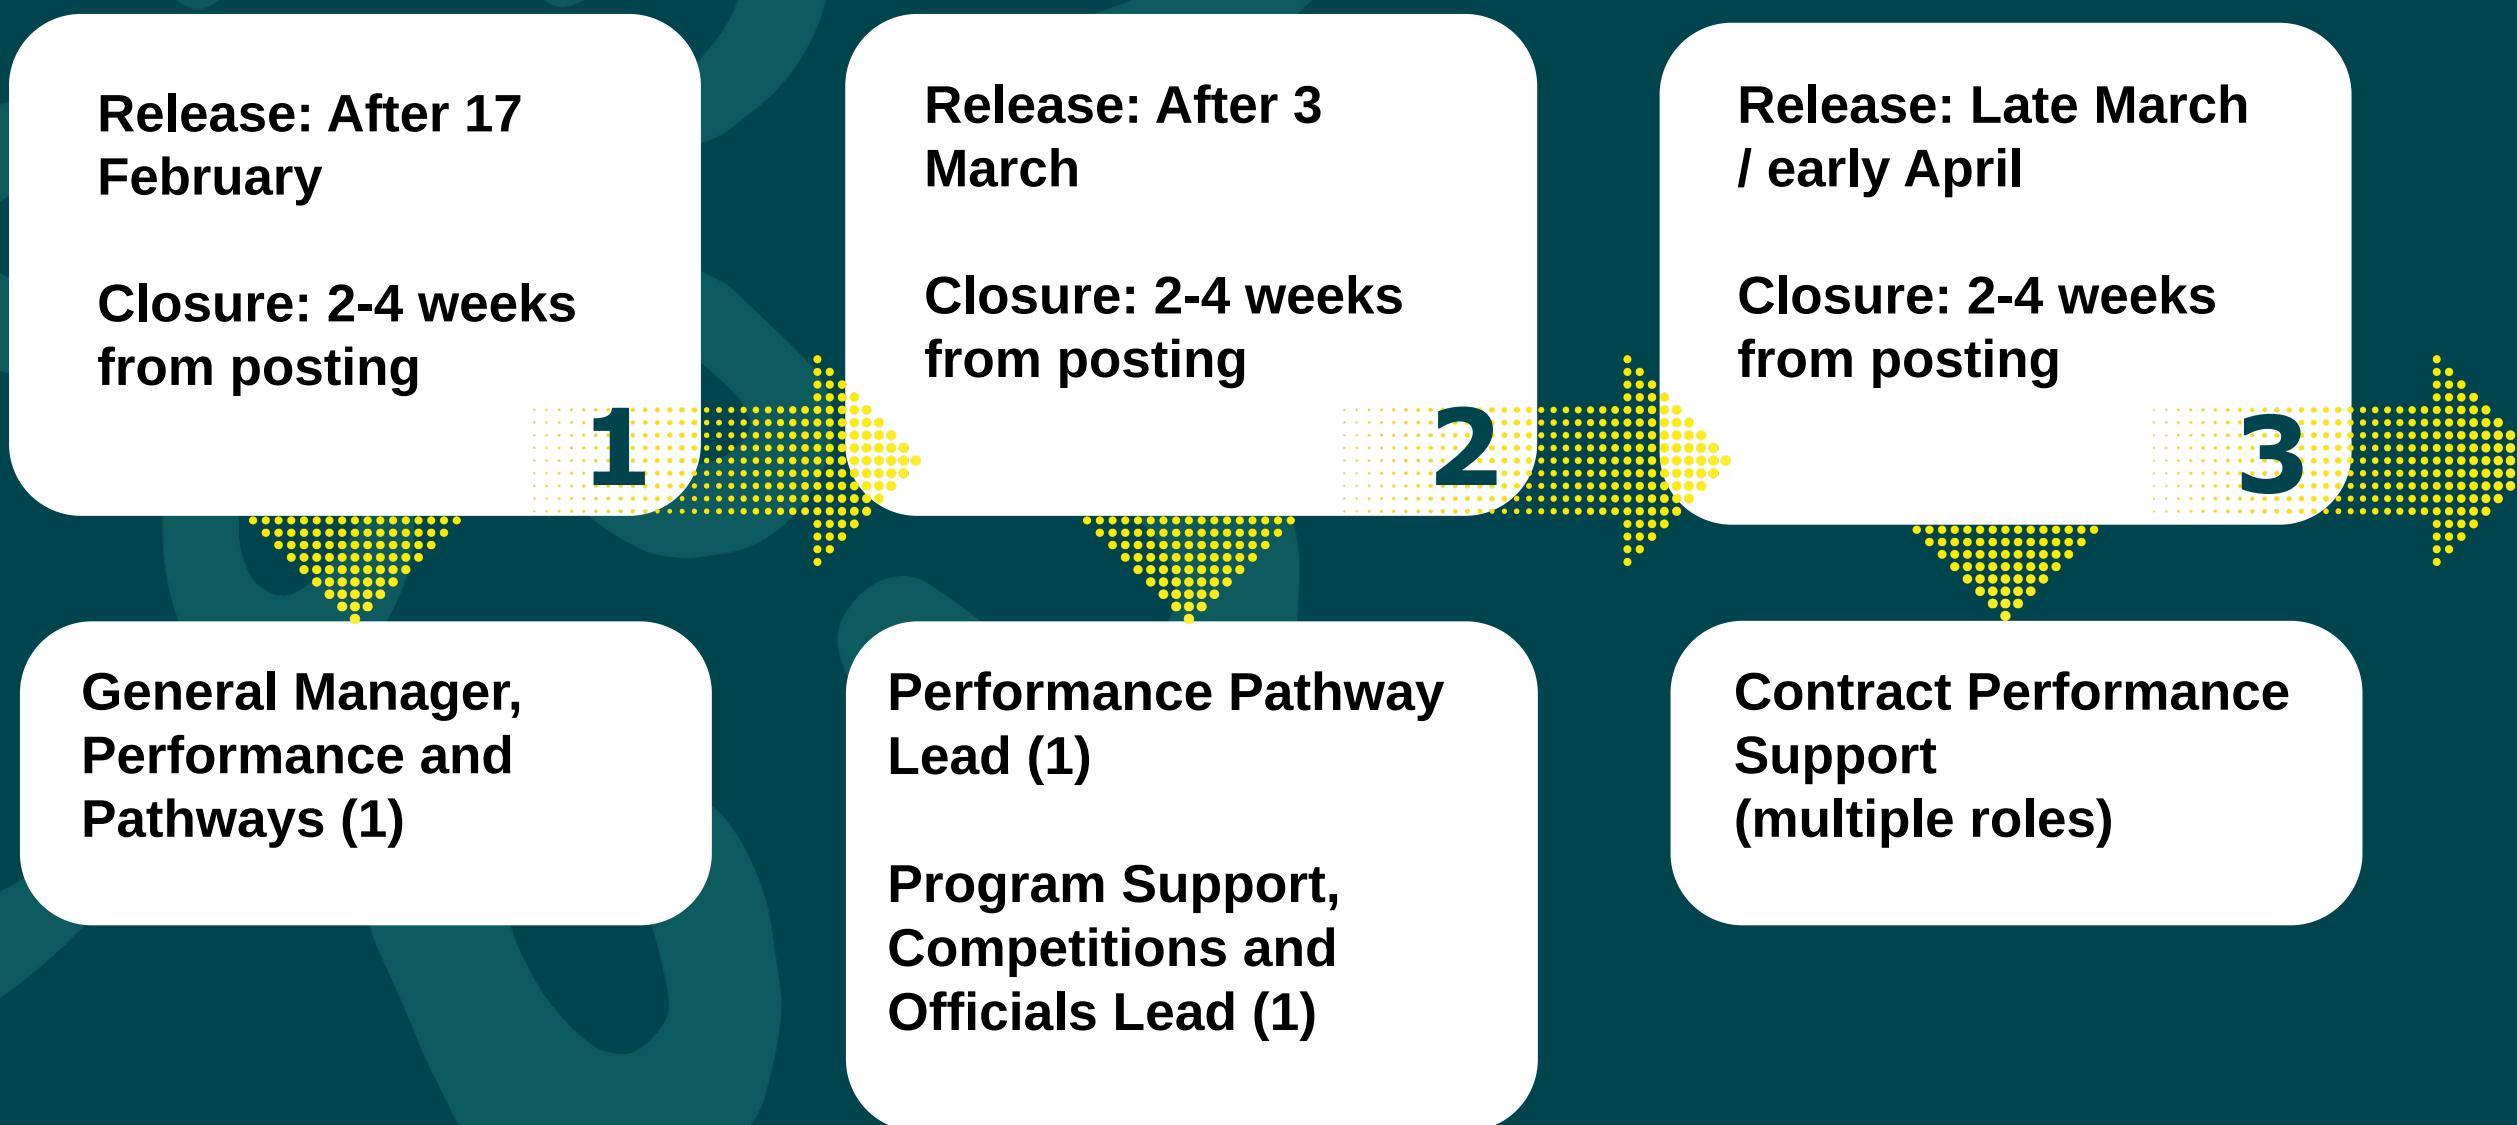 Release: After 17
February
Closure: 2-4 weeks
from posting
1
Release: After 3
March
Closure: 2-4 weeks
from posting
2
Release: Late March
/ early April
Closure: 2-4 weeks
from posting
3
General Manager,
Performance and
Pathways (1)
Performance Pathway
Lead (1)
Program Support,
Competitions and
Officials Lead (1)
Contract Performance
Support
(multiple roles)